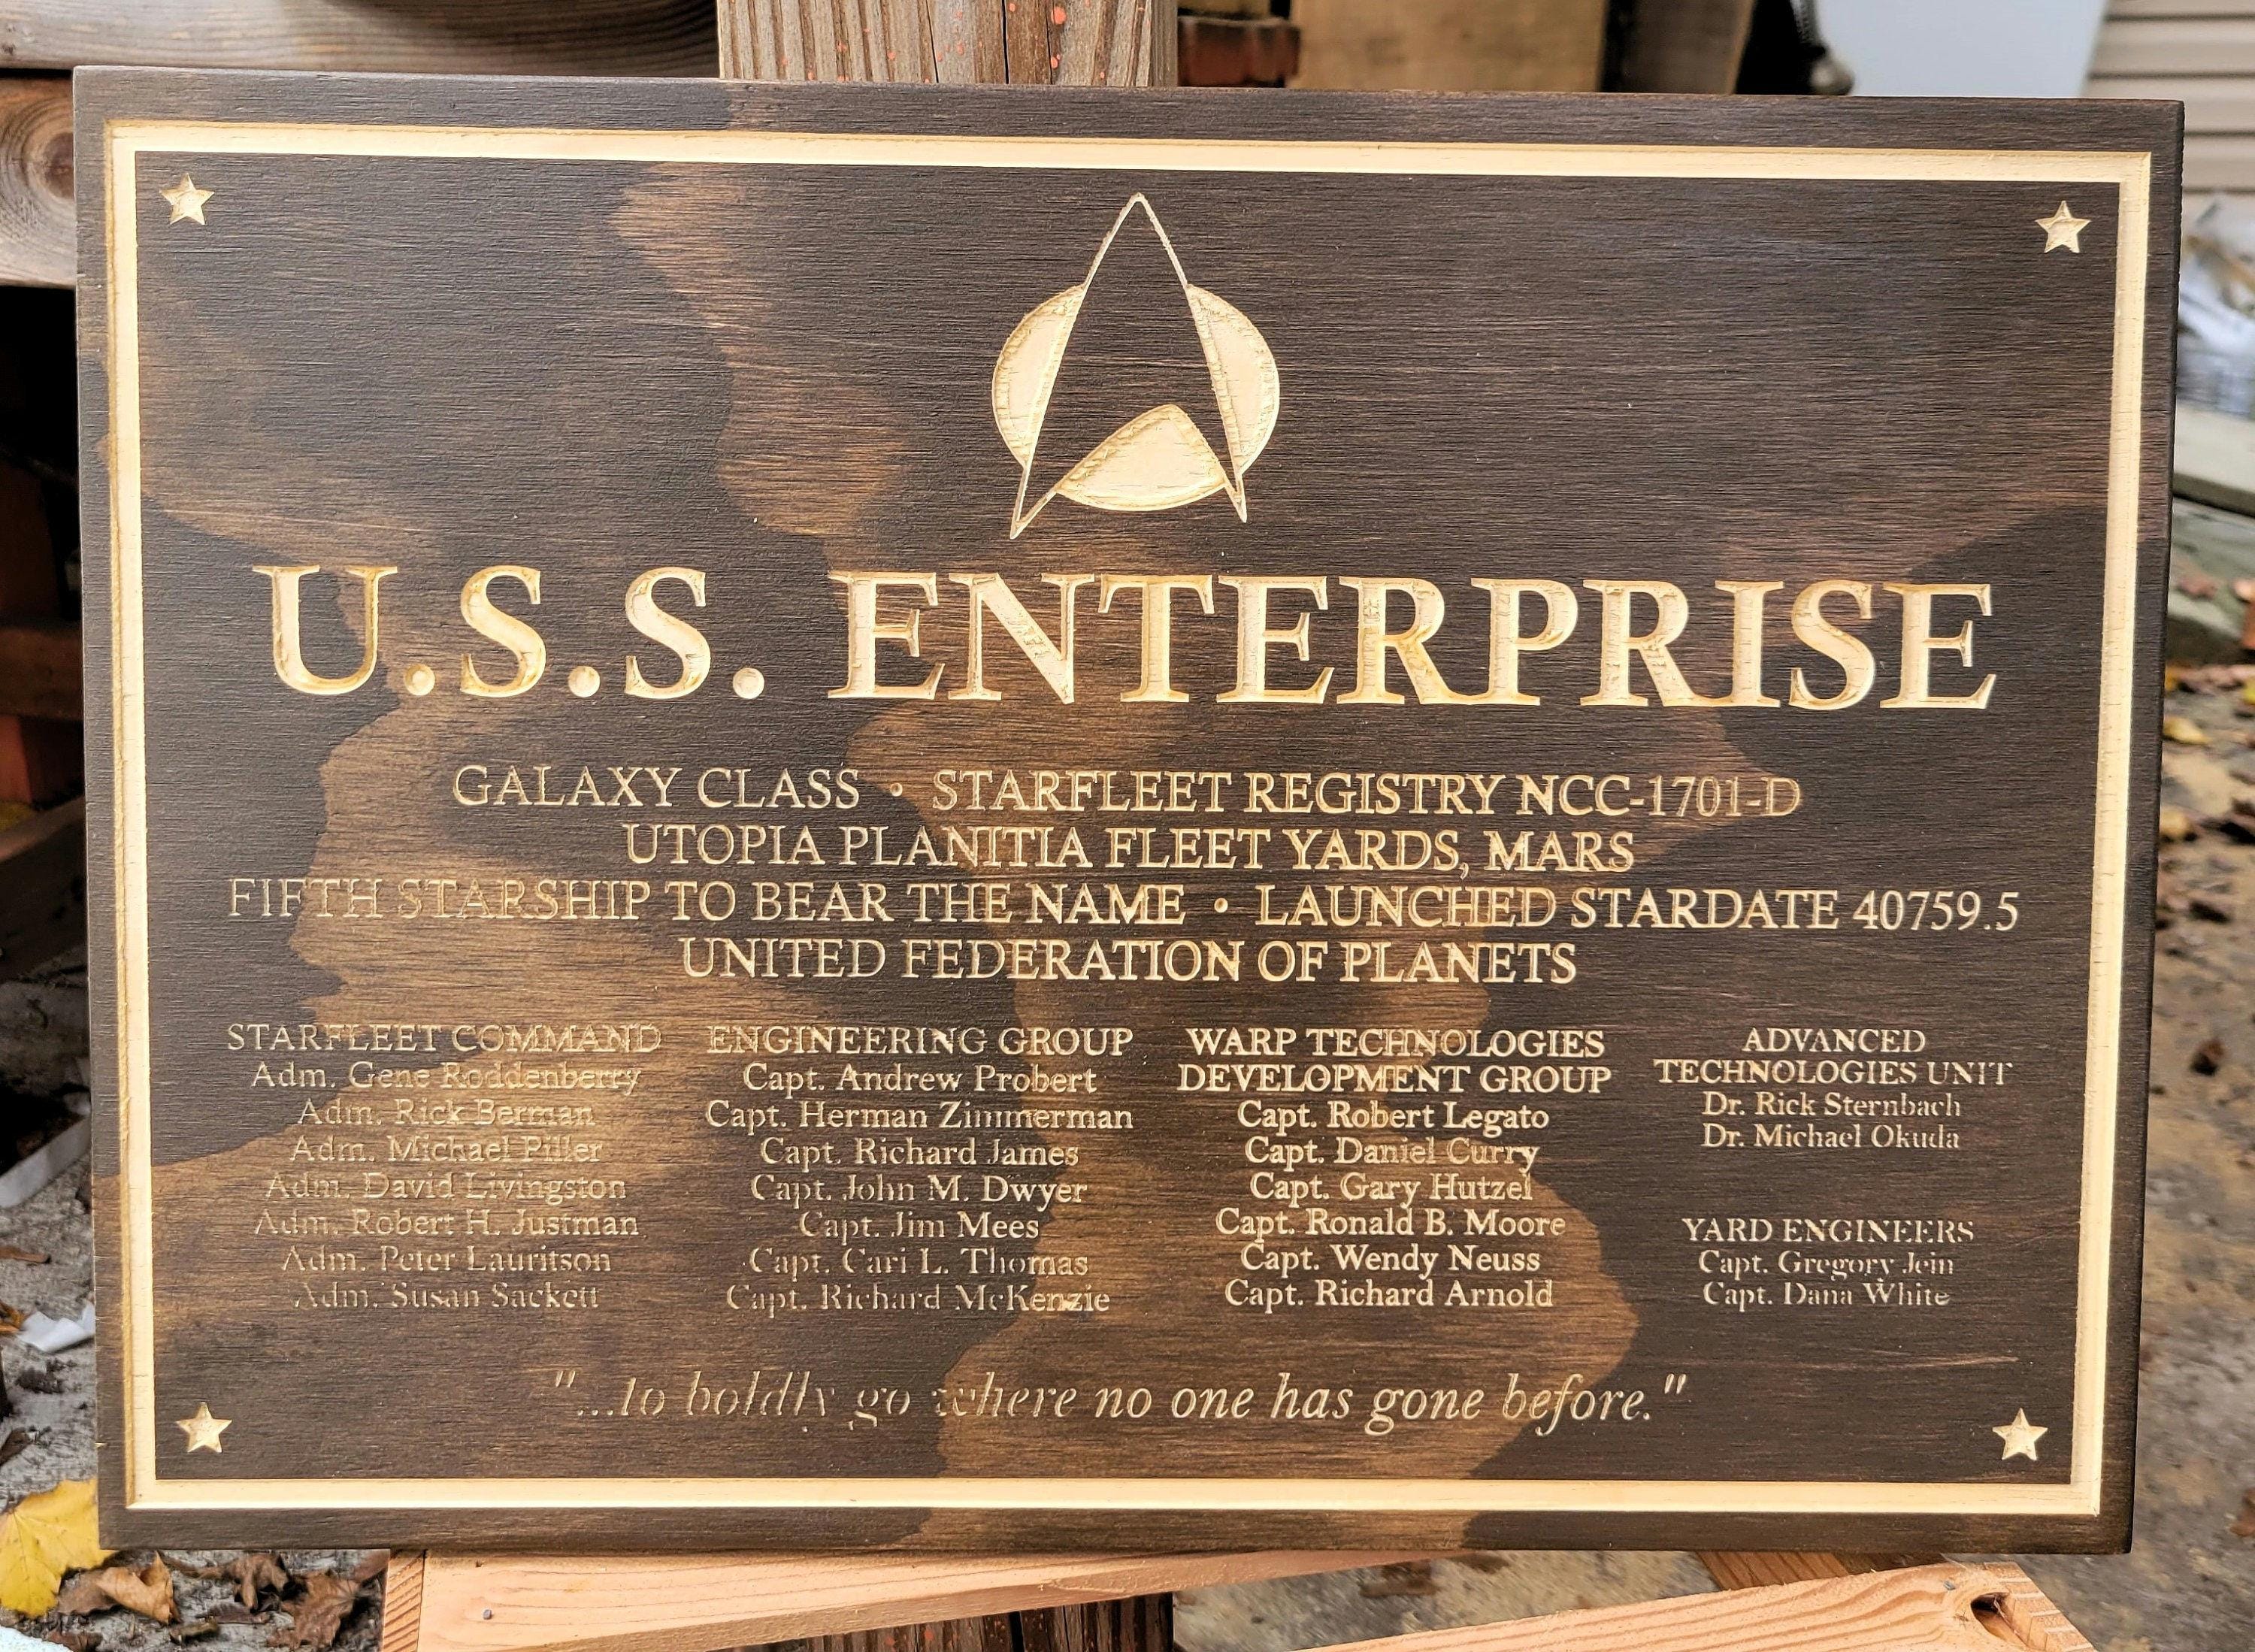 U.S.S. ENTERPRISE
GALAXY CLASS • STARFLEET REGISTRY NCC-1701-D
UTOPIA PLANITIA FLEET YARDS, MARS
FIFTH STARSHIP TO BEAR THE NAME • LAUNCHED STARDATE 40759.5
UNITED FEDERATION OF PLANETS
STARFLEET COMMAND
Adm. Gene Roddenberry
Adm. Rick Berman
Adm. Michael Piller
Adm. David Livingston
Adm. Robert H. Justman
Adm. Peter Lauritson
Adm. Susan Sackett
ENGINEERING GROUP
Capt. Andrew Probert
Capt. Herman Zimmerman
Capt. Richard James
Capt. John M. Dwyer
Capt. Jim Mees
Capt. Cari L. Thomas
Capt. Richard McKenzie
WARP TECHNOLOGIES
DEVELOPMENT GROUP
Capt. Robert Legato
Capt. Daniel Curry
Capt. Gary Hutzel
Capt. Ronald B. Moore
Capt. Wendy Neuss
Capt. Richard Arnold
ADVANCED
TECHNOLOGIES UNIT
Dr. Rick Sternbach
Dr. Michael Okuda
YARD ENGINEERS
Capt. Gregory Jein
Capt. Dana White
"...to boldly go where no one has gone before."